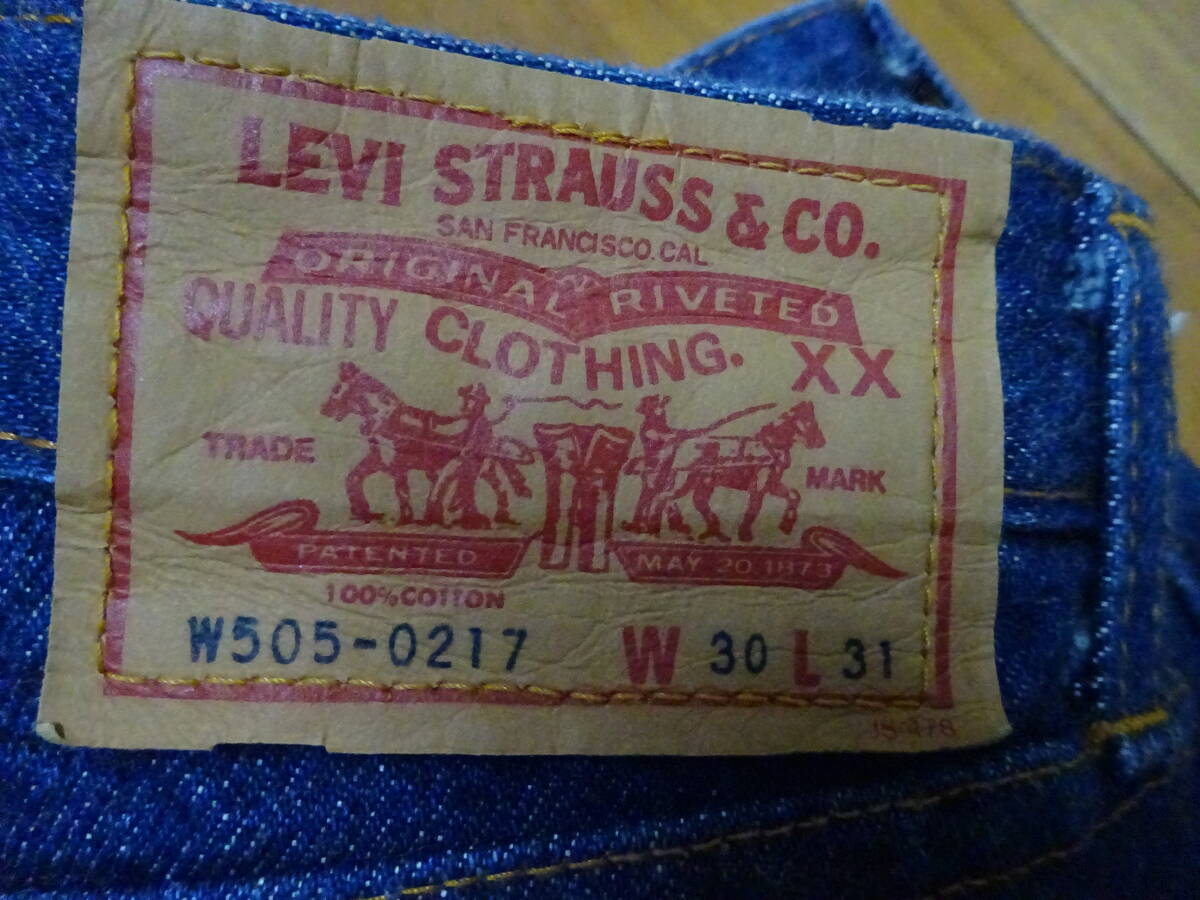 LEVI STRAUSS & CO.
SAN FRANCISCO. CAL
ORIGINAL RIVETED
QUALITY CLOTHING. XX
TRADE MARK
PATENTED MAY 20 1873
100% COTTON
W505-0217 W 30 L 31